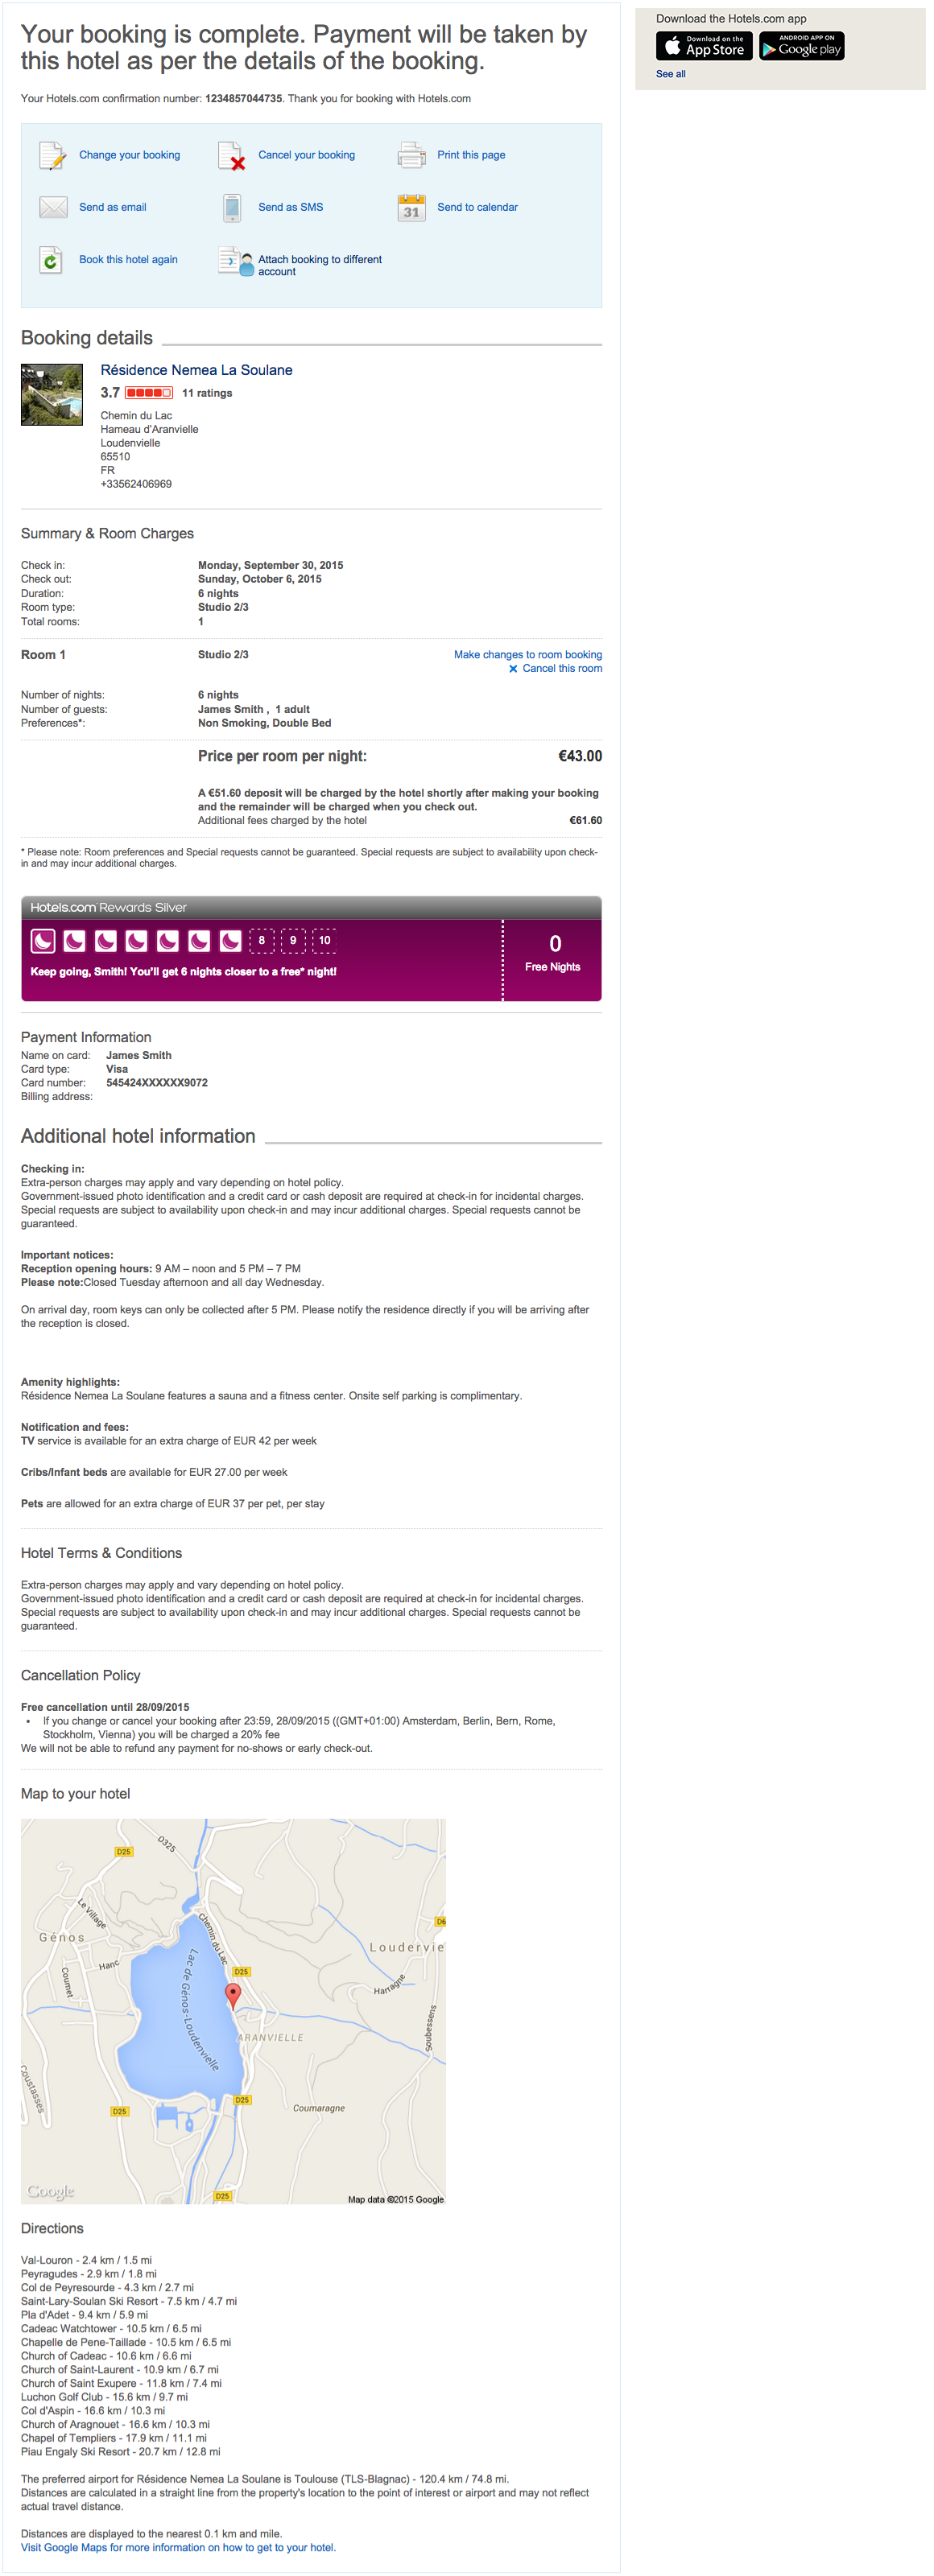 Your booking is complete. Payment will be taken by
this hotel as per the details of the booking.
Your Hotels.com confirmation number: 1234857044735. Thank you for booking with Hotels.com
Download the Hotels.com app
Download on the
App Store
ANDROID APP ON
Google play
See all
Change your booking
Cancel your booking
Print this page
Send as email
Send as SMS
31
Send to calendar
Book this hotel again
Attach booking to different
account
Booking details
Résidence Nemea La Soulane
3.7 11 ratings
Chemin du Lac
Hameau d'Aranvielle
Loudenvielle
65510
FR
+33562406969
Summary & Room Charges
Check in: Monday, September 30, 2015
Check out: Sunday, October 6, 2015
Duration: 6 nights
Room type: Studio 2/3
Total rooms: 1
Room 1 Studio 2/3 Make changes to room booking
Cancel this room
Number of nights: 6 nights
Number of guests: James Smith , 1 adult
Preferences*: Non Smoking, Double Bed
Price per room per night: €43.00
A €51.60 deposit will be charged by the hotel shortly after making your booking
and the remainder will be charged when you check out.
Additional fees charged by the hotel €61.60
* Please note: Room preferences and Special requests cannot be guaranteed. Special requests are subject to availability upon check-
in and may incur additional charges.
Hotels.com Rewards Silver
8 9 10
Keep going, Smith! You'll get 6 nights closer to a free* night!
0
Free Nights
Payment Information
Name on card: James Smith
Card type: Visa
Card number: 545424XXXXXX9072
Billing address:
Additional hotel information
Checking in:
Extra-person charges may apply and vary depending on hotel policy.
Government-issued photo identification and a credit card or cash deposit are required at check-in for incidental charges.
Special requests are subject to availability upon check-in and may incur additional charges. Special requests cannot be
guaranteed.
Important notices:
Reception opening hours: 9 AM – noon and 5 PM – 7 PM
Please note:Closed Tuesday afternoon and all day Wednesday.
On arrival day, room keys can only be collected after 5 PM. Please notify the residence directly if you will be arriving after
the reception is closed.
Amenity highlights:
Résidence Nemea La Soulane features a sauna and a fitness center. Onsite self parking is complimentary.
Notification and fees:
TV service is available for an extra charge of EUR 42 per week
Cribs/Infant beds are available for EUR 27.00 per week
Pets are allowed for an extra charge of EUR 37 per pet, per stay
Hotel Terms & Conditions
Extra-person charges may apply and vary depending on hotel policy.
Government-issued photo identification and a credit card or cash deposit are required at check-in for incidental charges.
Special requests are subject to availability upon check-in and may incur additional charges. Special requests cannot be
guaranteed.
Cancellation Policy
Free cancellation until 28/09/2015
• If you change or cancel your booking after 23:59, 28/09/2015 ((GMT+01:00) Amsterdam, Berlin, Bern, Rome,
Stockholm, Vienna) you will be charged a 20% fee
We will not be able to refund any payment for no-shows or early check-out.
Map to your hotel
D325
D25
Le Village
Chemin du Lac
D6
Génos
Loudervie
Hanc
D25
Lac de Génos-Loudenvielle
Courmet
Harragne
Soubessens
ARANVIELLE
Coustasses
D25
D25
Coumaragne
Google
D25
Map data ©2015 Google
Directions
Val-Louron - 2.4 km / 1.5 mi
Peyragudes - 2.9 km / 1.8 mi
Col de Peyresourde - 4.3 km / 2.7 mi
Saint-Lary-Soulan Ski Resort - 7.5 km / 4.7 mi
Pla d'Adet - 9.4 km / 5.9 mi
Cadeac Watchtower - 10.5 km / 6.5 mi
Chapelle de Pene-Taillade - 10.5 km / 6.5 mi
Church of Cadeac - 10.6 km / 6.6 mi
Church of Saint-Laurent - 10.9 km / 6.7 mi
Church of Saint Exupere - 11.8 km / 7.4 mi
Luchon Golf Club - 15.6 km / 9.7 mi
Col d'Aspin - 16.6 km / 10.3 mi
Church of Aragnouet - 16.6 km / 10.3 mi
Chapel of Templiers - 17.9 km / 11.1 mi
Piau Engaly Ski Resort - 20.7 km / 12.8 mi
The preferred airport for Résidence Nemea La Soulane is Toulouse (TLS-Blagnac) - 120.4 km / 74.8 mi.
Distances are calculated in a straight line from the property's location to the point of interest or airport and may not reflect
actual travel distance.
Distances are displayed to the nearest 0.1 km and mile.
Visit Google Maps for more information on how to get to your hotel.